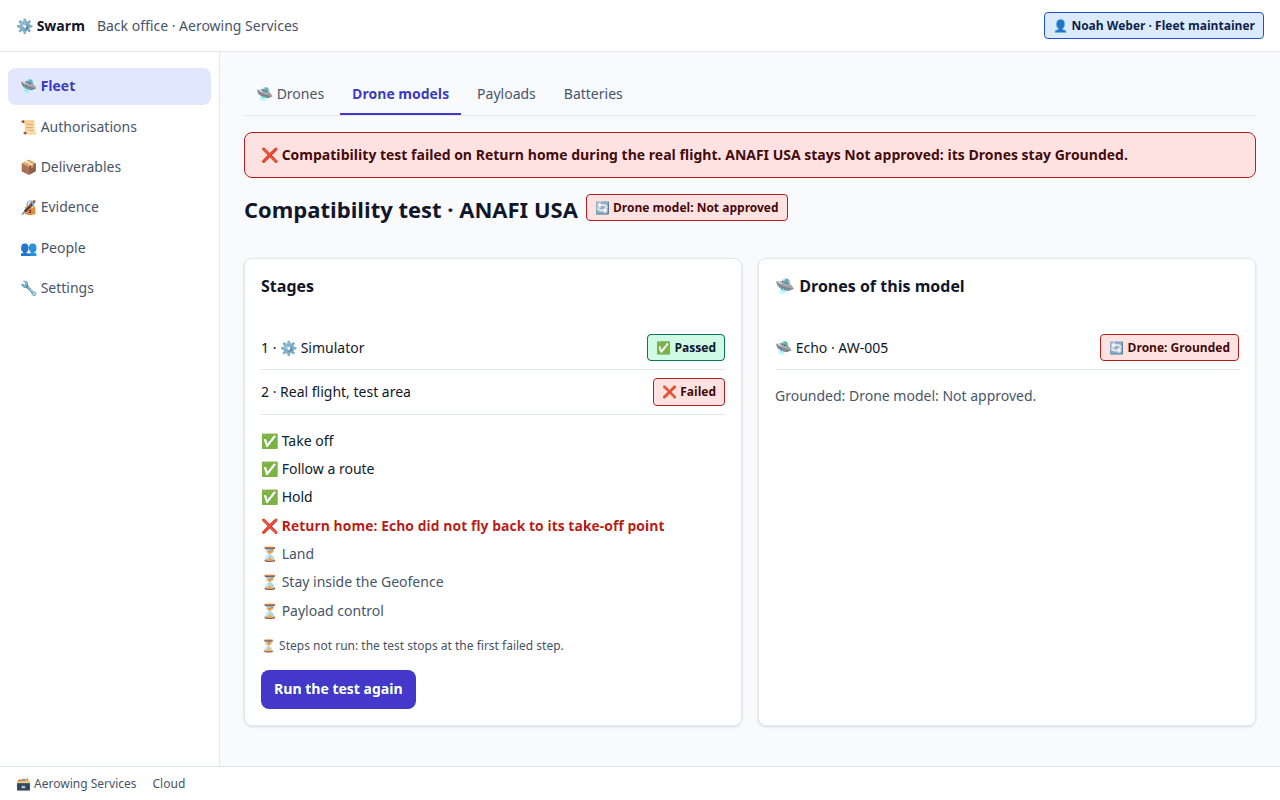 ⚙️ Swarm Back office · Aerowing Services
👤 Noah Weber · Fleet maintainer
🛸 Fleet
📜 Authorisations
📦 Deliverables
🔏 Evidence
👥 People
🔧 Settings
🛸 Drones Drone models Payloads Batteries
❌ Compatibility test failed on Return home during the real flight. ANAFI USA stays Not approved: its Drones stay Grounded.
Compatibility test · ANAFI USA 🔄 Drone model: Not approved
Stages
1 · ⚙️ Simulator ✅ Passed
2 · Real flight, test area ❌ Failed
✅ Take off
✅ Follow a route
✅ Hold
❌ Return home: Echo did not fly back to its take-off point
⏳ Land
⏳ Stay inside the Geofence
⏳ Payload control
⏳ Steps not run: the test stops at the first failed step.
Run the test again
🛸 Drones of this model
🛸 Echo · AW-005 🔄 Drone: Grounded
Grounded: Drone model: Not approved.
🗃️ Aerowing Services Cloud